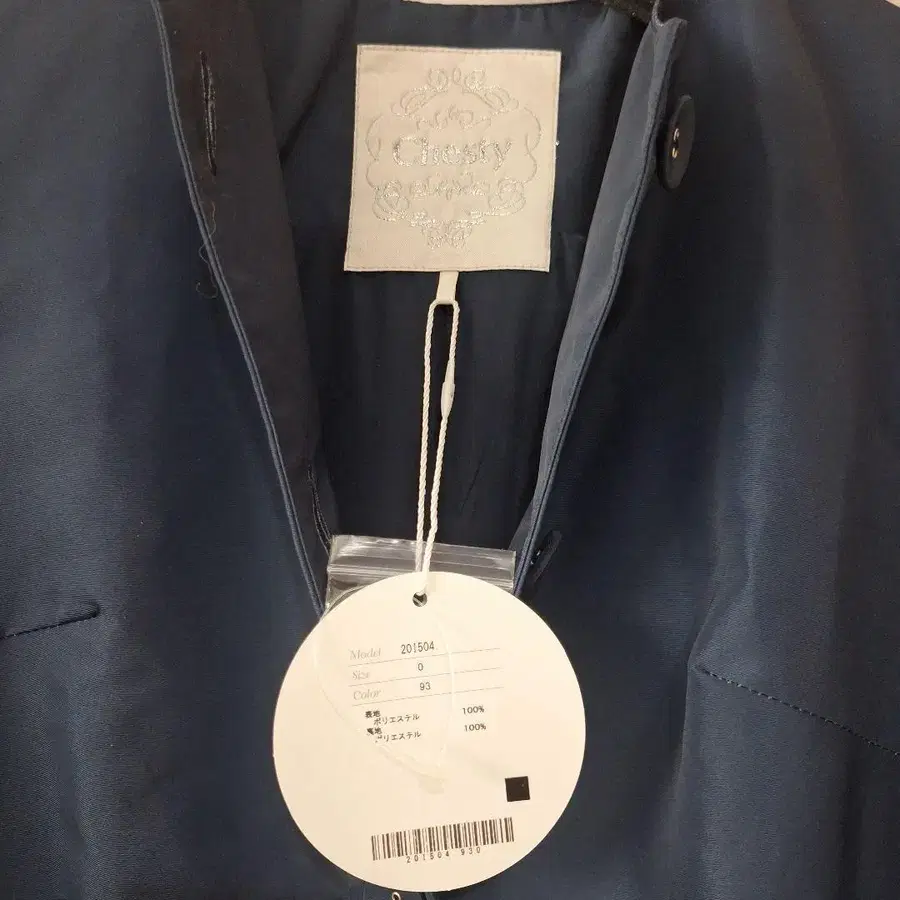 Chesty
Model 201504
Size 0
Color 93
表地
ポリエステル 100%
裏地
ポリエステル 100%
201504 930